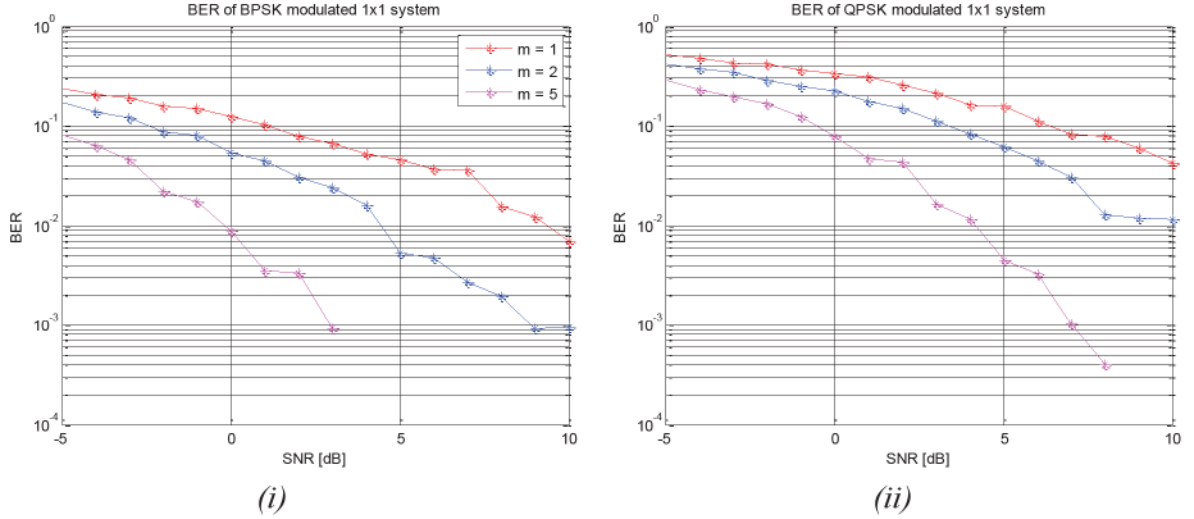 BER of BPSK modulated 1x1 system
10^0
10^-1
10^-2
10^-3
10^-4
BER
m = 1
m = 2
m = 5
-5
0
5
10
SNR [dB]
(i)
BER of QPSK modulated 1x1 system
10^0
10^-1
10^-2
10^-3
10^-4
BER
-5
0
5
10
SNR [dB]
(ii)